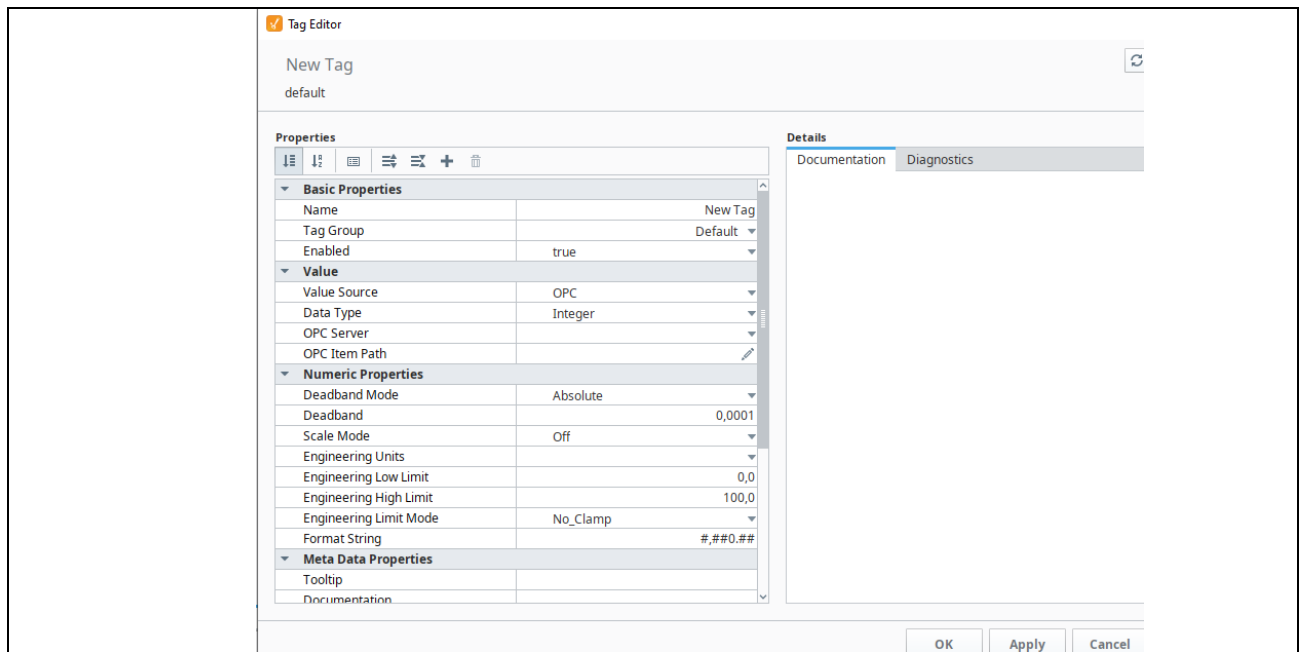 Tag Editor
New Tag
default
Properties
Details
Documentation Diagnostics
Basic Properties
Name New Tag
Tag Group Default
Enabled true
Value
Value Source OPC
Data Type Integer
OPC Server
OPC Item Path
Numeric Properties
Deadband Mode Absolute
Deadband 0,0001
Scale Mode Off
Engineering Units
Engineering Low Limit 0,0
Engineering High Limit 100,0
Engineering Limit Mode No_Clamp
Format String #,##0.##
Meta Data Properties
Tooltip
Documentation
OK Apply Cancel